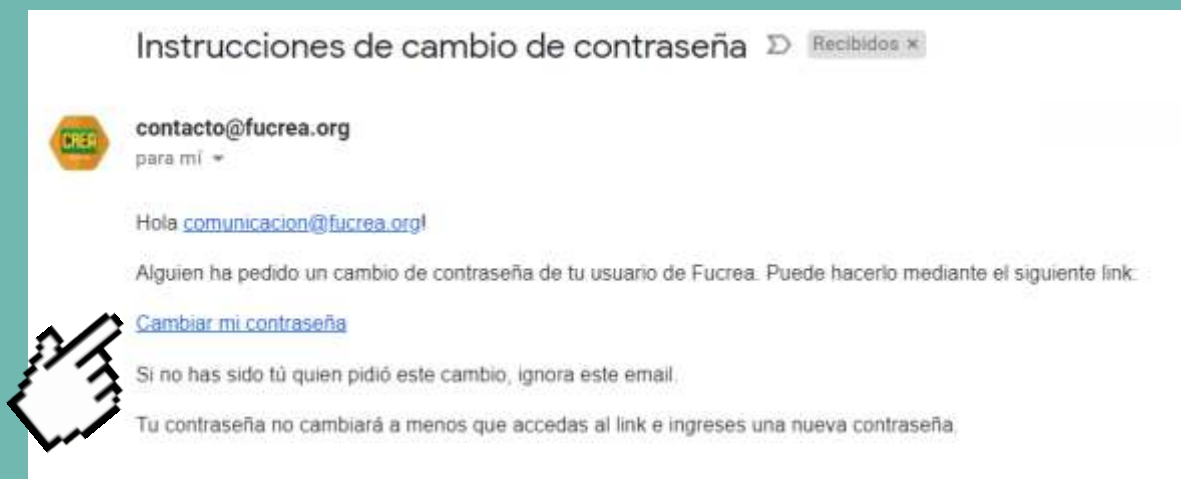 Instrucciones de cambio de contraseña Recibidos ×
CREA
contacto@fucrea.org
para mí
Hola comunicacion@fucrea.org!
Alguien ha pedido un cambio de contraseña de tu usuario de Fucrea. Puede hacerlo mediante el siguiente link:
Cambiar mi contraseña
Si no has sido tú quien pidió este cambio, ignora este email.
Tu contraseña no cambiará a menos que accedas al link e ingreses una nueva contraseña.